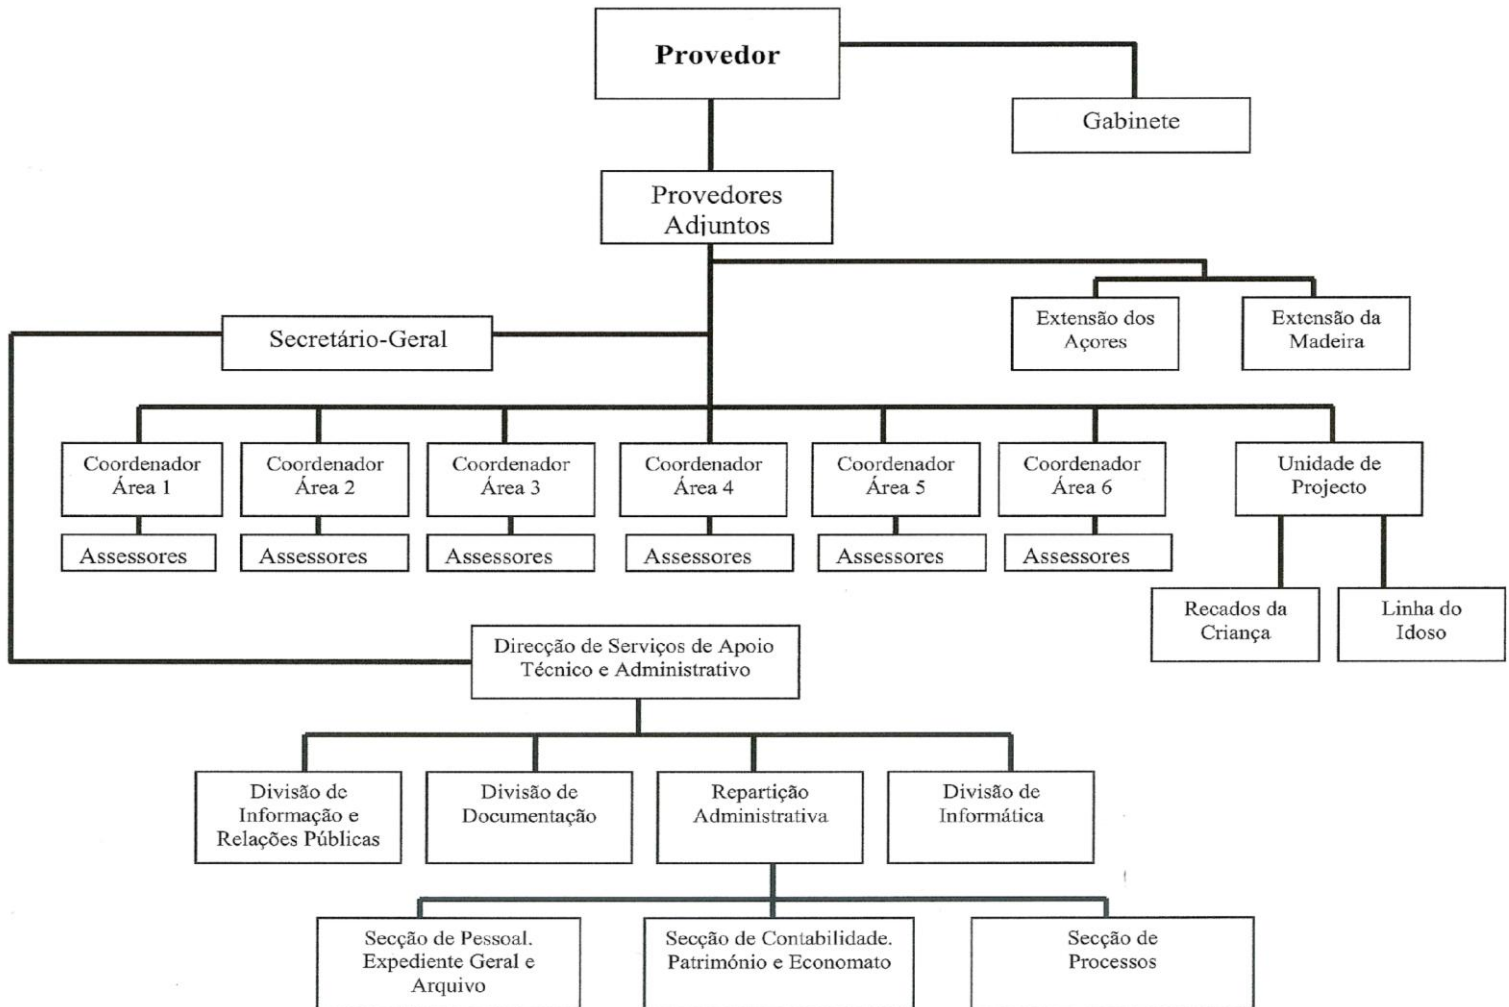 Provedor
Gabinete
Provedores
Adjuntos
Extensão dos
Açores
Extensão da
Madeira
Secretário-Geral
Coordenador
Área 1
Coordenador
Área 2
Coordenador
Área 3
Coordenador
Área 4
Coordenador
Área 5
Coordenador
Área 6
Unidade de
Projecto
Assessores
Assessores
Assessores
Assessores
Assessores
Assessores
Recados da
Criança
Linha do
Idoso
Direcção de Serviços de Apoio
Técnico e Administrativo
Divisão de
Informação e
Relações Públicas
Divisão de
Documentação
Repartição
Administrativa
Divisão de
Informática
Secção de Pessoal.
Expediente Geral e
Arquivo
Secção de Contabilidade.
Património e Economato
Secção de
Processos